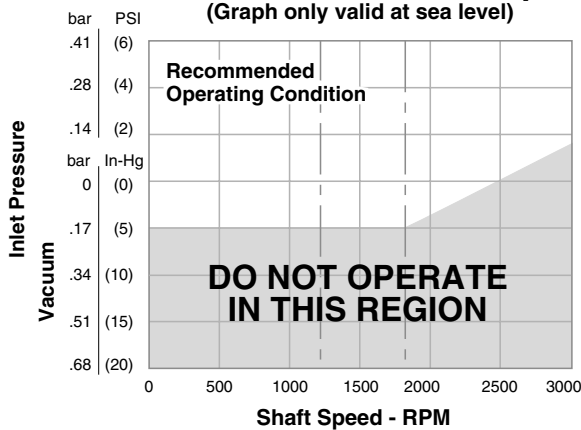 (Graph only valid at sea level)
bar PSI
.41 (6)
.28 (4)
.14 (2)
bar In-Hg
0 (0)
.17 (5)
.34 (10)
.51 (15)
.68 (20)
Inlet Pressure
Vacuum
Recommended
Operating Condition
DO NOT OPERATE
IN THIS REGION
0 500 1000 1500 2000 2500 3000
Shaft Speed - RPM